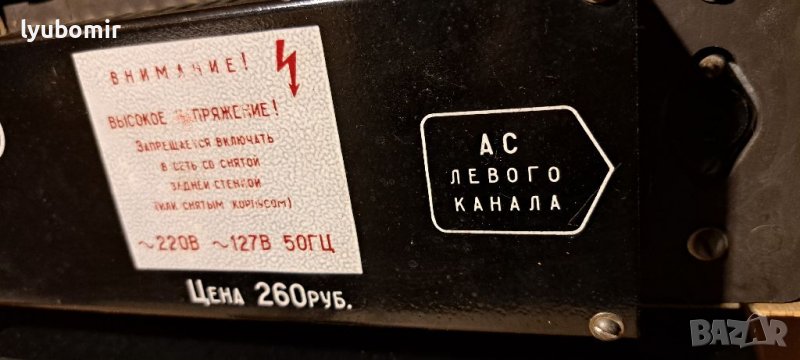 lyubomir
ВНИМАНИЕ!
ВЫСОКОЕ НАПРЯЖЕНИЕ!
ЗАПРЕЩАЕТСЯ ВКЛЮЧАТЬ
В СЕТЬ СО СНЯТОЙ
ЗАДНЕЙ СТЕНКОЙ
(ИЛИ СНЯТЫМ КОРПУСОМ)
~220В ~127В 50ГЦ
ЦЕНА 260РУБ.
АС
ЛЕВОГО
КАНАЛА
BAZAR